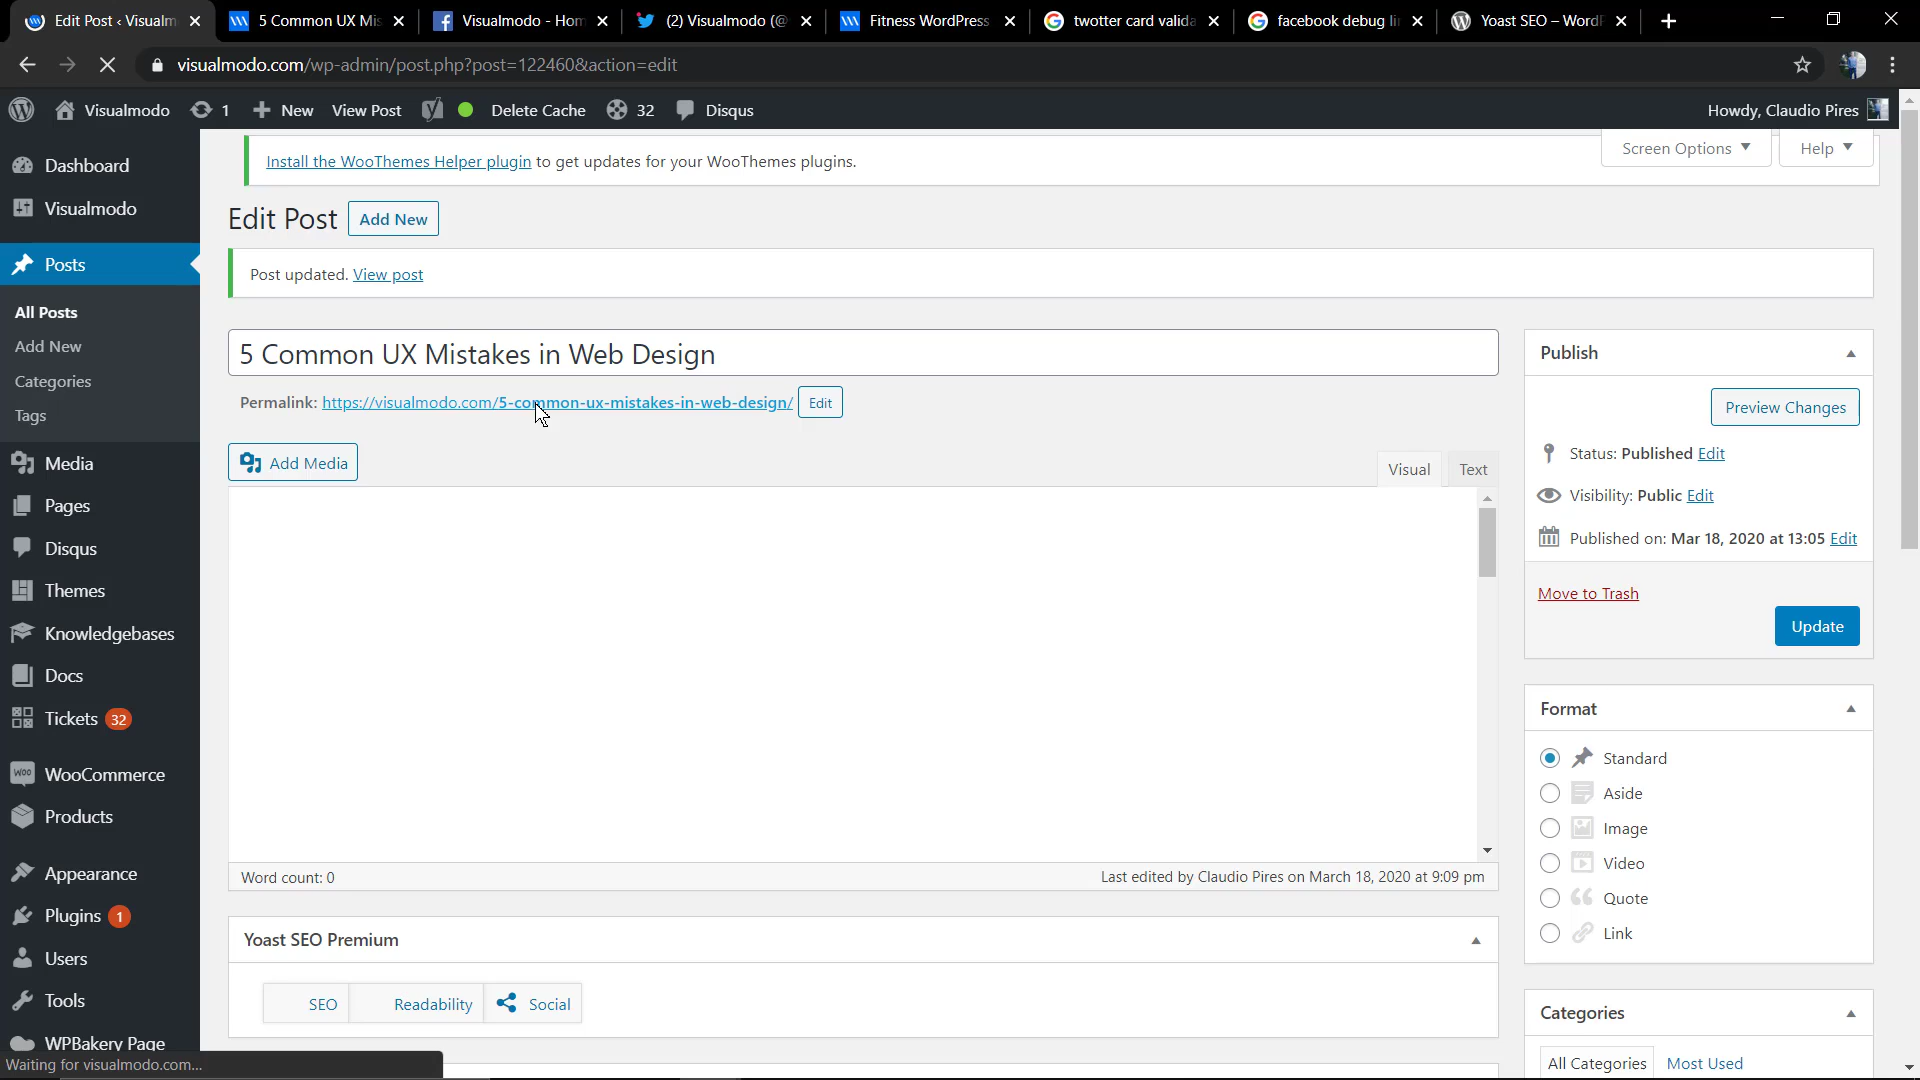 Edit Post ‹ Visualm
5 Common UX Mis
Visualmodo - Hom
(2) Visualmodo (@
Fitness WordPress
twotter card valida
facebook debug li
Yoast SEO – WordP
visualmodo.com/wp-admin/post.php?post=122460&action=edit
Visualmodo
1
New
View Post
Delete Cache
32
Disqus
Howdy, Claudio Pires
Dashboard
Visualmodo
Posts
All Posts
Add New
Categories
Tags
Media
Pages
Disqus
Themes
Knowledgebases
Docs
Tickets 32
WooCommerce
Products
Appearance
Plugins 1
Users
Tools
WPBakery Page
Waiting for visualmodo.com...
Install the WooThemes Helper plugin to get updates for your WooThemes plugins.
Screen Options
Help
Edit Post
Add New
Post updated. View post
5 Common UX Mistakes in Web Design
Permalink: https://visualmodo.com/5-common-ux-mistakes-in-web-design/ Edit
Add Media
Visual
Text
Word count: 0
Last edited by Claudio Pires on March 18, 2020 at 9:09 pm
Yoast SEO Premium
SEO
Readability
Social
Publish
Preview Changes
Status: Published Edit
Visibility: Public Edit
Published on: Mar 18, 2020 at 13:05 Edit
Move to Trash
Update
Format
Standard
Aside
Image
Video
Quote
Link
Categories
All Categories
Most Used